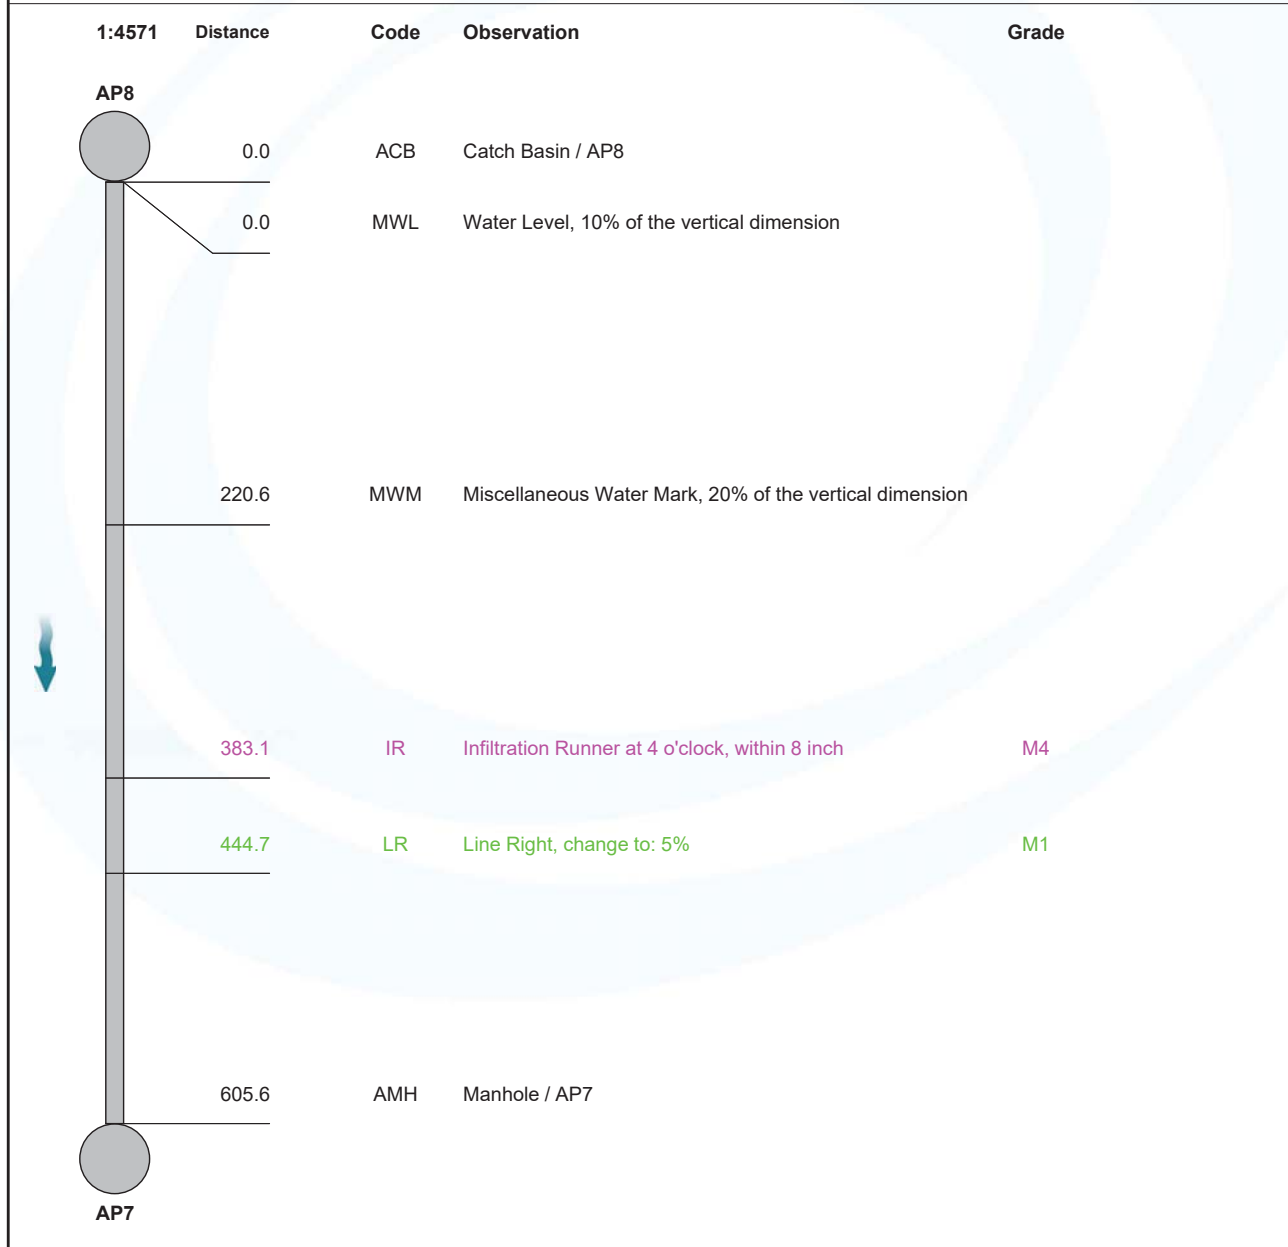 1:4571 Distance Code Observation Grade
AP8
0.0 ACB Catch Basin / AP8
0.0 MWL Water Level, 10% of the vertical dimension
220.6 MWM Miscellaneous Water Mark, 20% of the vertical dimension
383.1 IR Infiltration Runner at 4 o'clock, within 8 inch M4
444.7 LR Line Right, change to: 5% M1
605.6 AMH Manhole / AP7
AP7